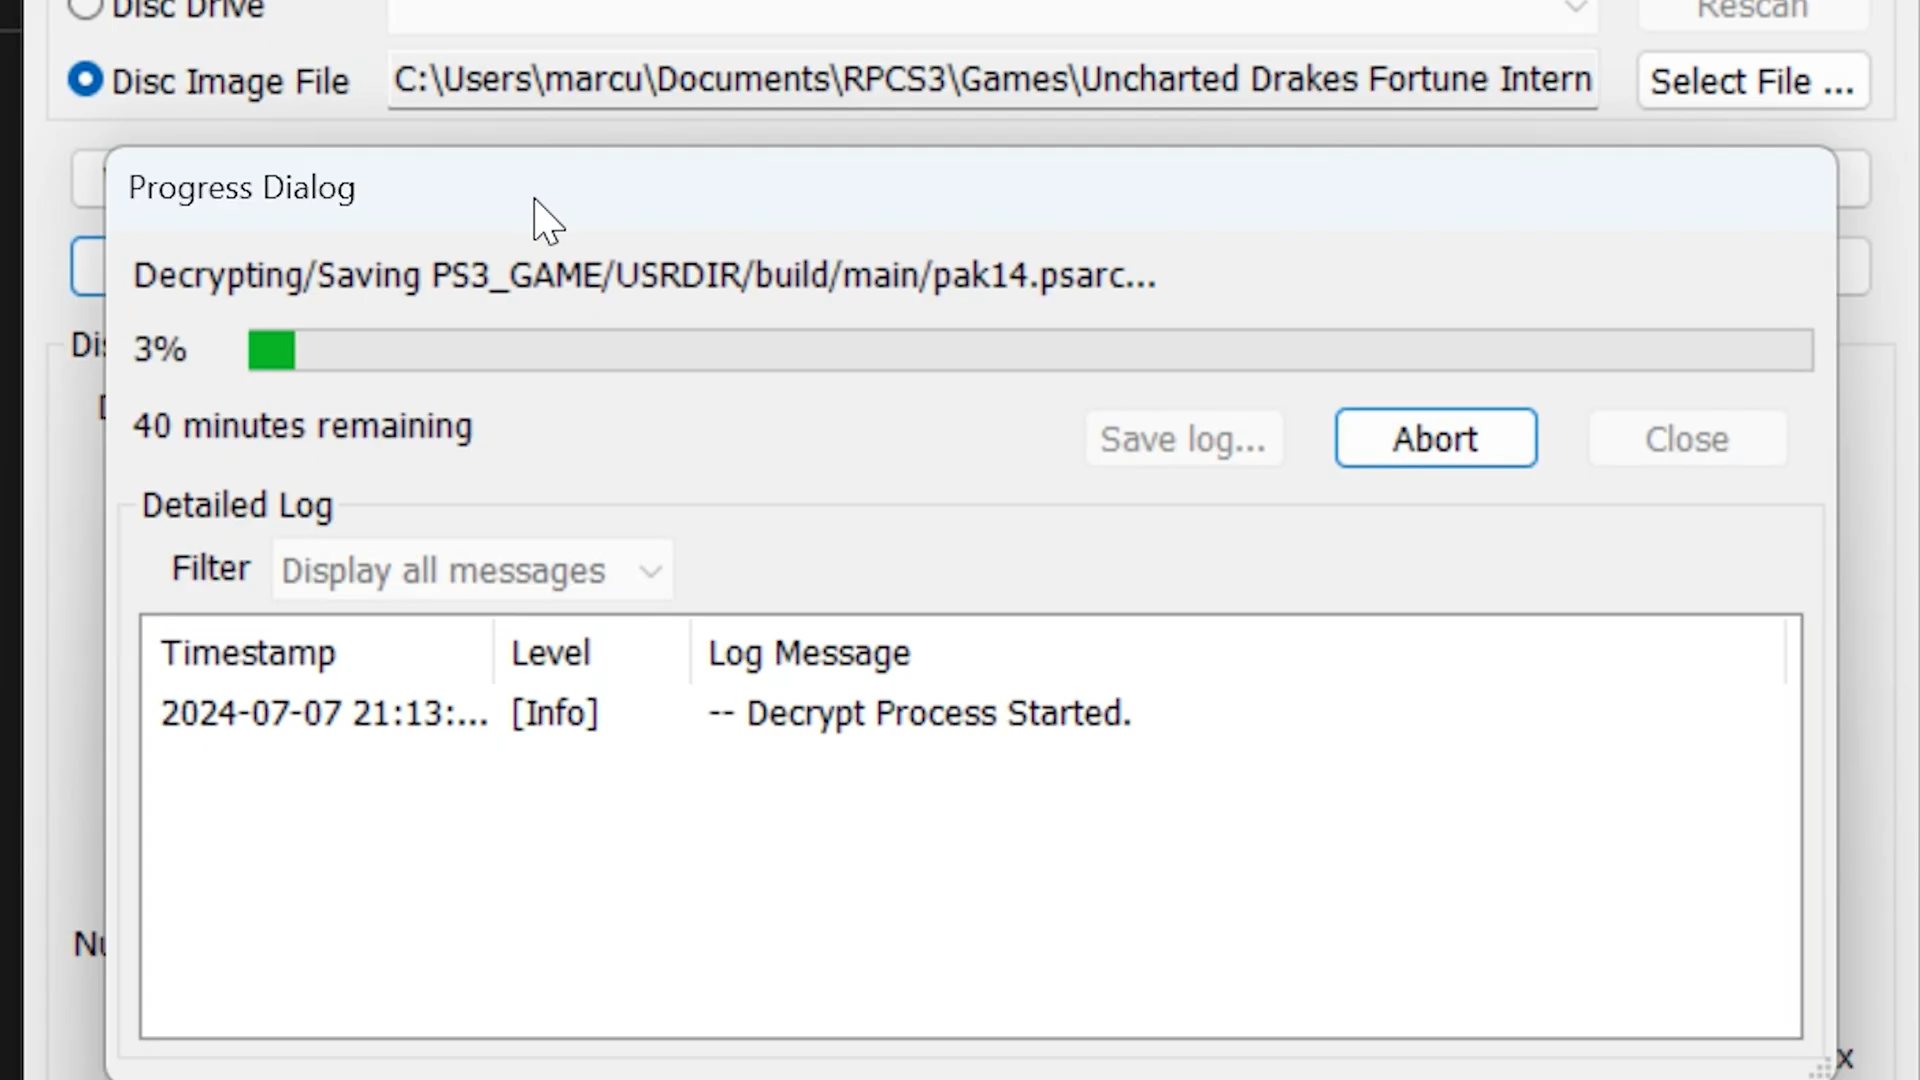 Disc Drive
Rescan
Disc Image File C:\Users\marcu\Documents\RPCS3\Games\Uncharted Drakes Fortune Intern Select File ...
Progress Dialog
Decrypting/Saving PS3_GAME/USRDIR/build/main/pak14.psarc...
3%
40 minutes remaining
Save log... Abort Close
Detailed Log
Filter Display all messages
Timestamp Level Log Message
2024-07-07 21:13:... [Info] -- Decrypt Process Started.